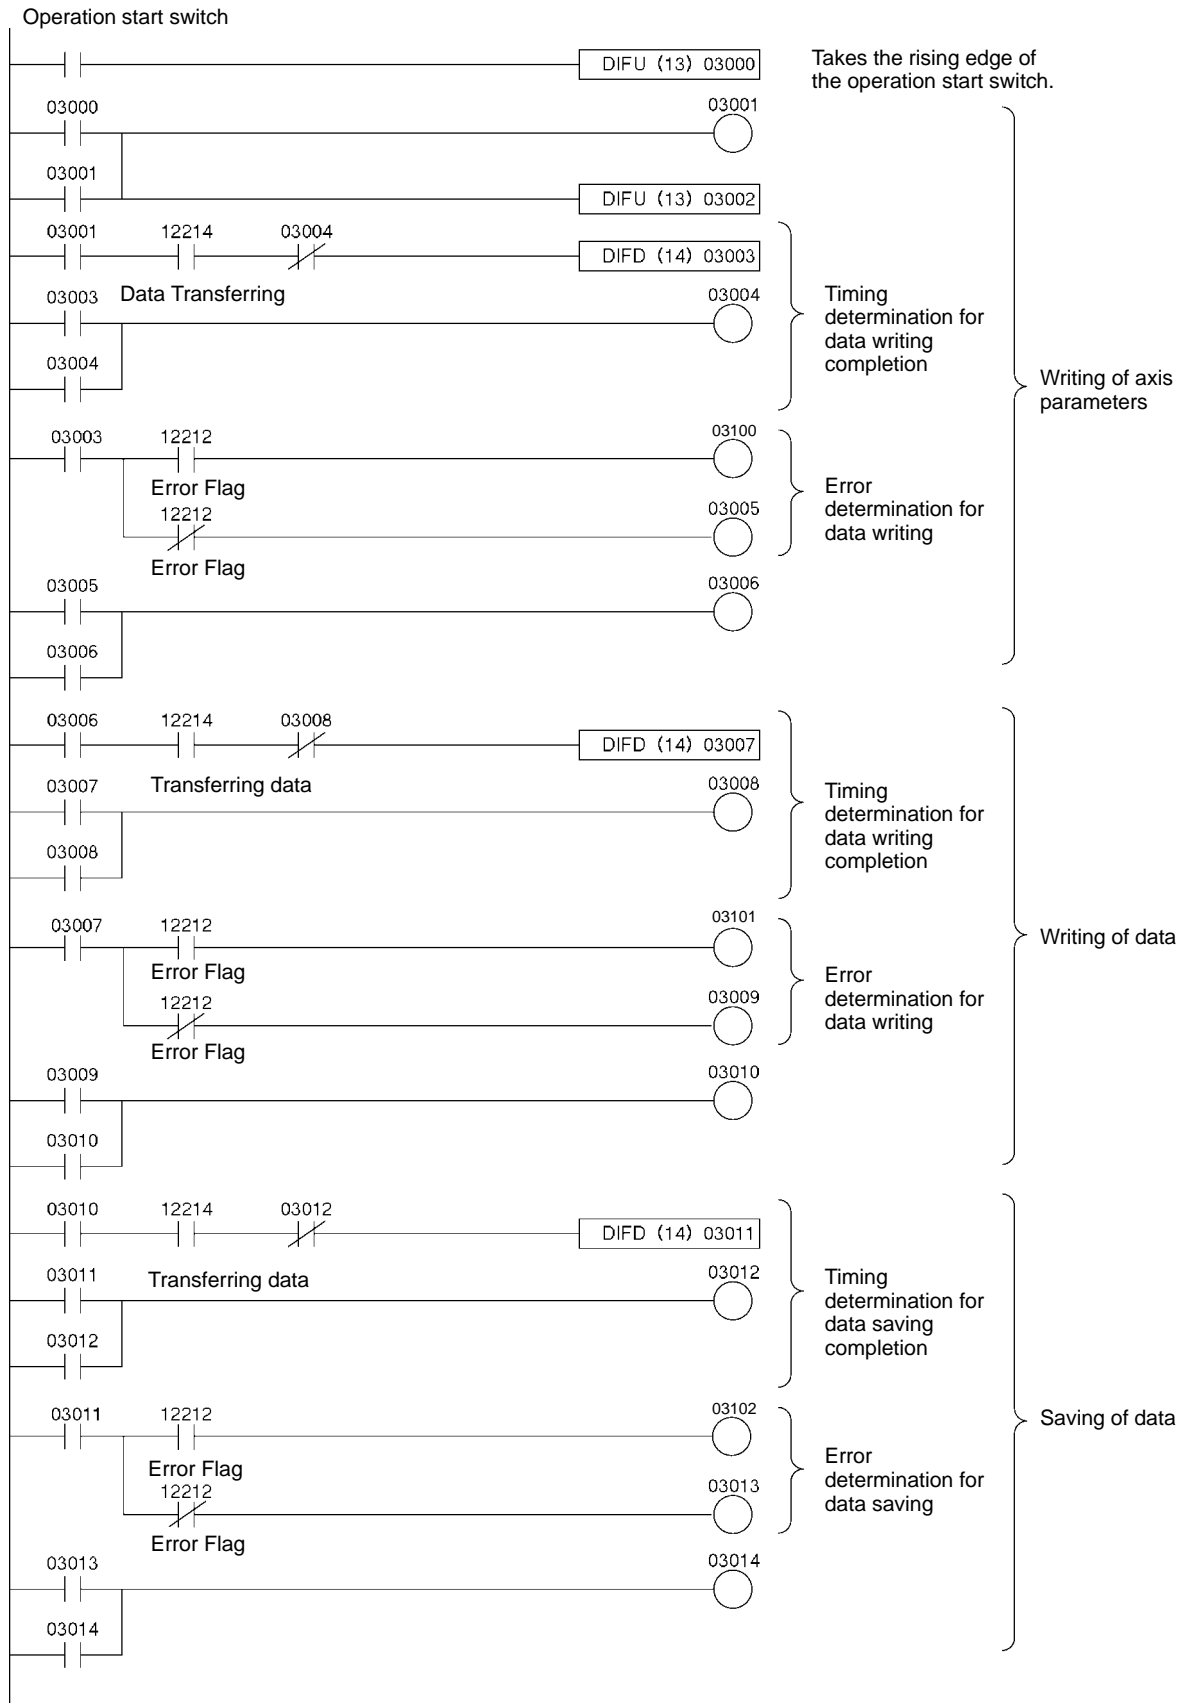 Operation start switch
DIFU (13) 03000
Takes the rising edge of
the operation start switch.
03000
03001
03001
DIFU (13) 03002
03001 12214 03004
DIFD (14) 03003
03003 Data Transferring 03004
03004
Timing
determination for
data writing
completion
Writing of axis
parameters
03003 12212 03100
Error Flag
12212 03005
Error Flag
Error
determination for
data writing
03005 03006
03006
03006 12214 03008
DIFD (14) 03007
03007 Transferring data 03008
03008
Timing
determination for
data writing
completion
Writing of data
03007 12212 03101
Error Flag
12212 03009
Error Flag
Error
determination for
data writing
03009 03010
03010
03010 12214 03012
DIFD (14) 03011
03011 Transferring data 03012
03012
Timing
determination for
data saving
completion
Saving of data
03011 12212 03102
Error Flag
12212 03013
Error Flag
Error
determination for
data saving
03013 03014
03014